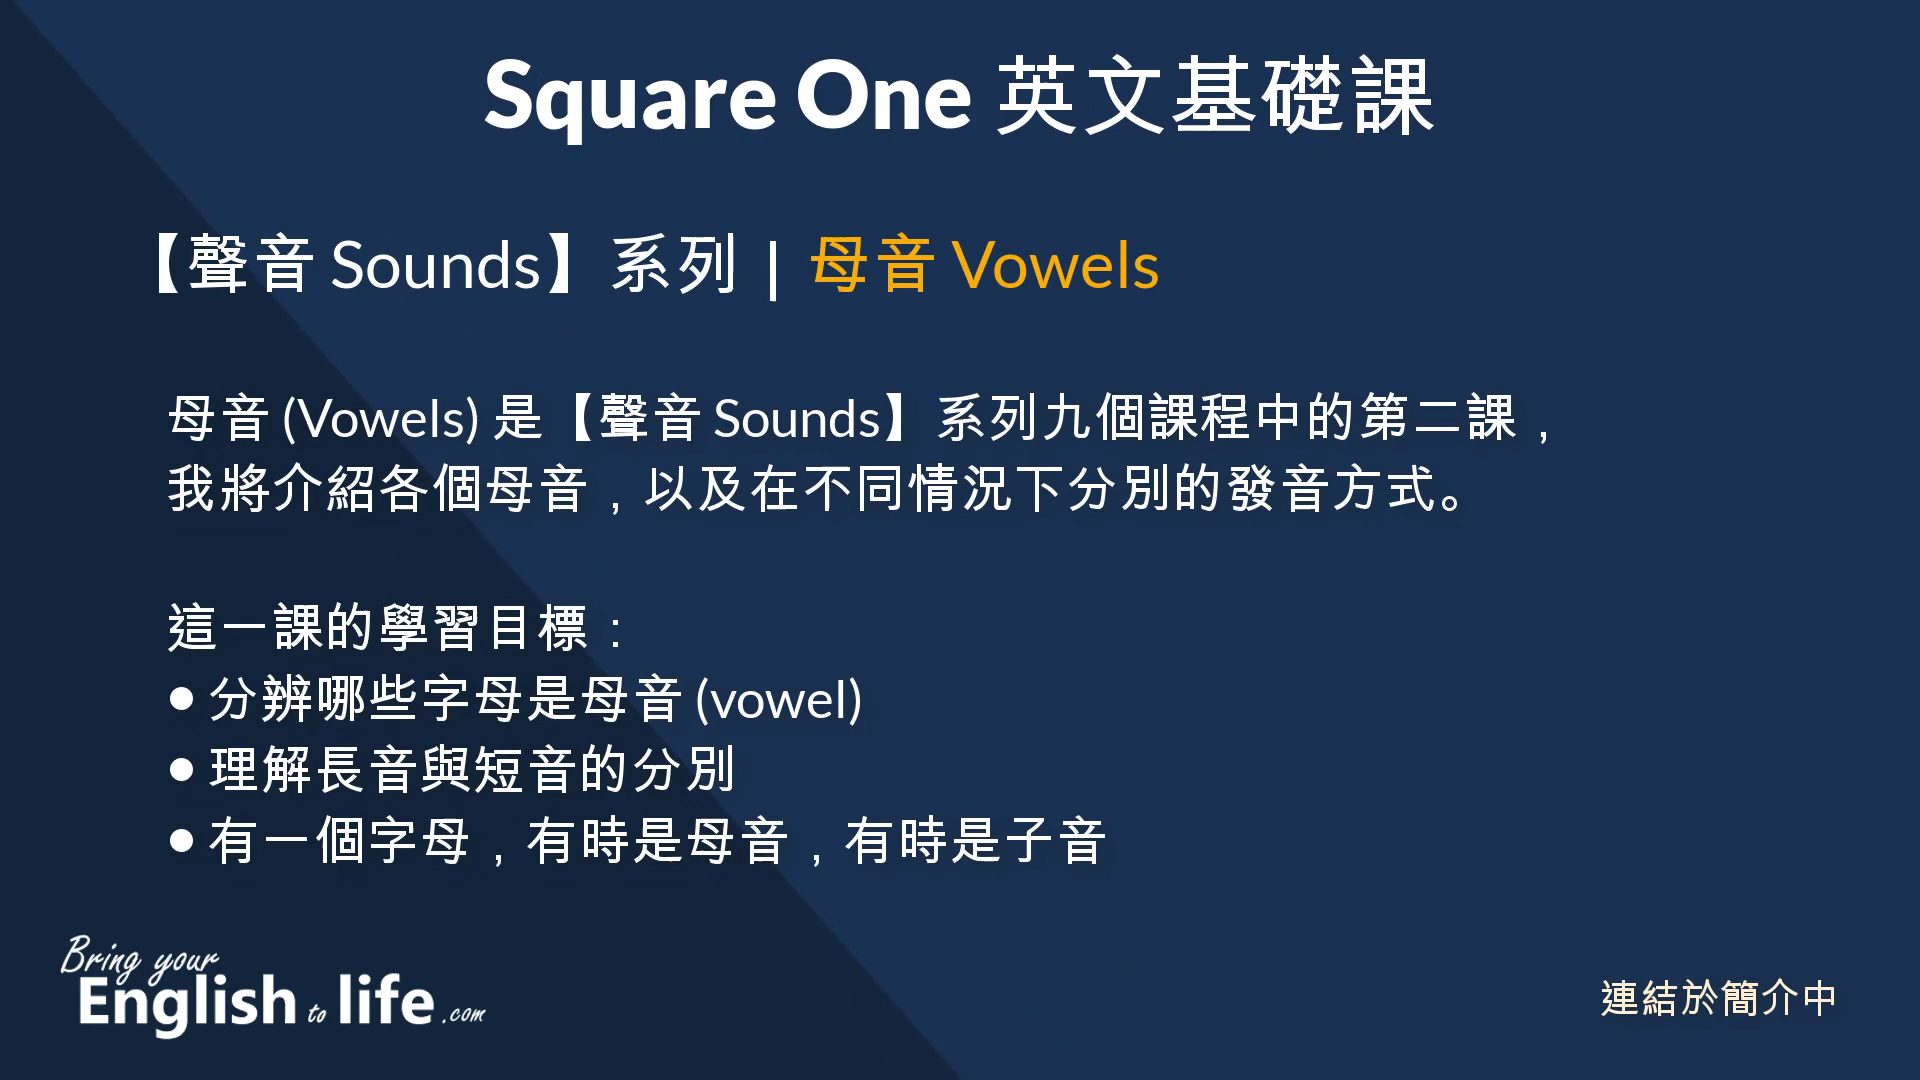 Square One 英文基礎課
【聲音 Sounds】系列 | 母音 Vowels
母音 (Vowels) 是【聲音 Sounds】系列九個課程中的第二課，
我將介紹各個母音，以及在不同情況下分別的發音方式。
這一課的學習目標：
● 分辨哪些字母是母音 (vowel)
● 理解長音與短音的分別
● 有一個字母，有時是母音，有時是子音
Bring your
English to life .com
連結於簡介中